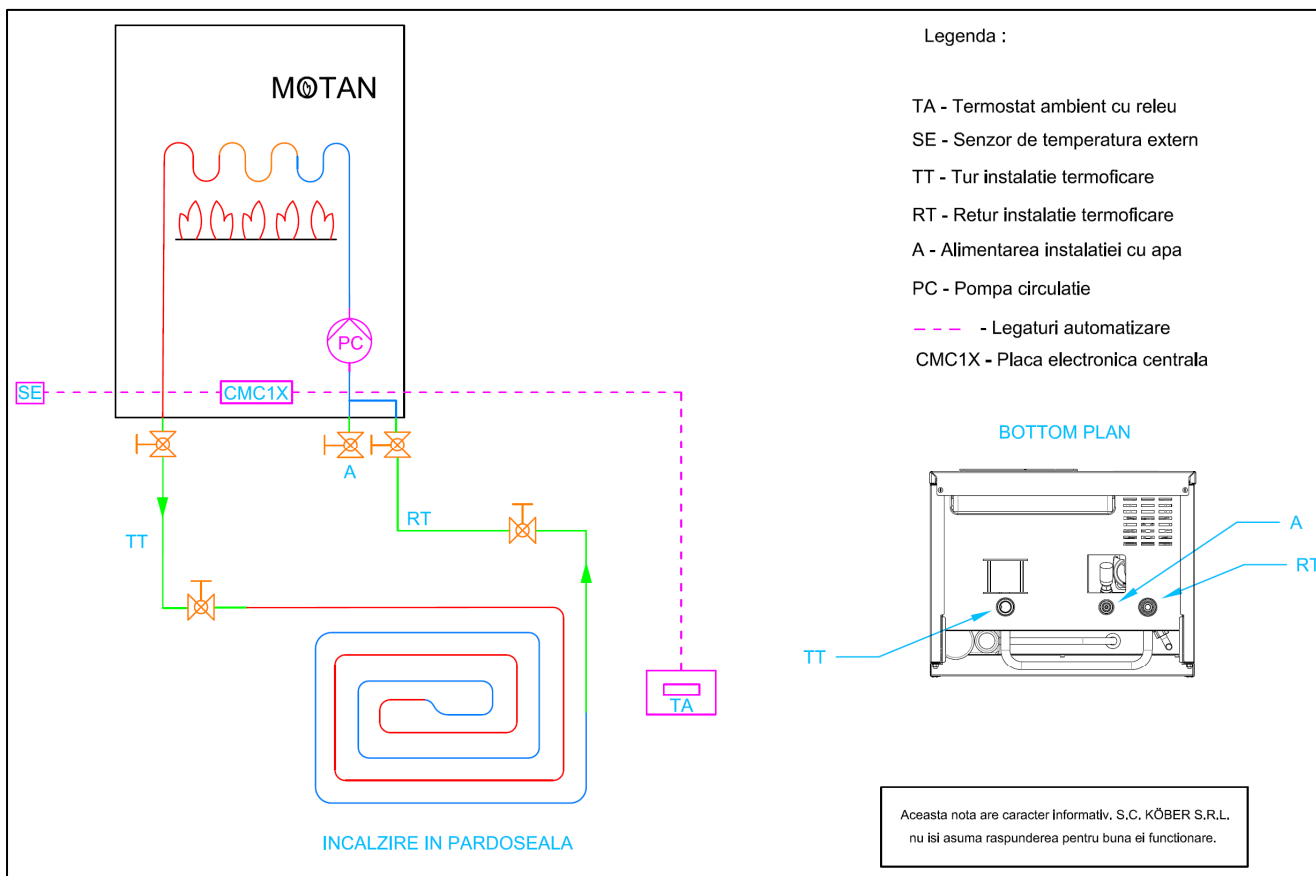 MOTAN
PC
SE
CMC1X
A
RT
TT
TA
INCALZIRE IN PARDOSEALA
Legenda :
TA - Termostat ambient cu releu
SE - Senzor de temperatura extern
TT - Tur instalatie termoficare
RT - Retur instalatie termoficare
A - Alimentarea instalatiei cu apa
PC - Pompa circulatie
- Legaturi automatizare
CMC1X - Placa electronica centrala
BOTTOM PLAN
A
RT
TT
Aceasta nota are caracter informativ. S.C. KÖBER S.R.L.
nu isi asuma raspunderea pentru buna ei functionare.